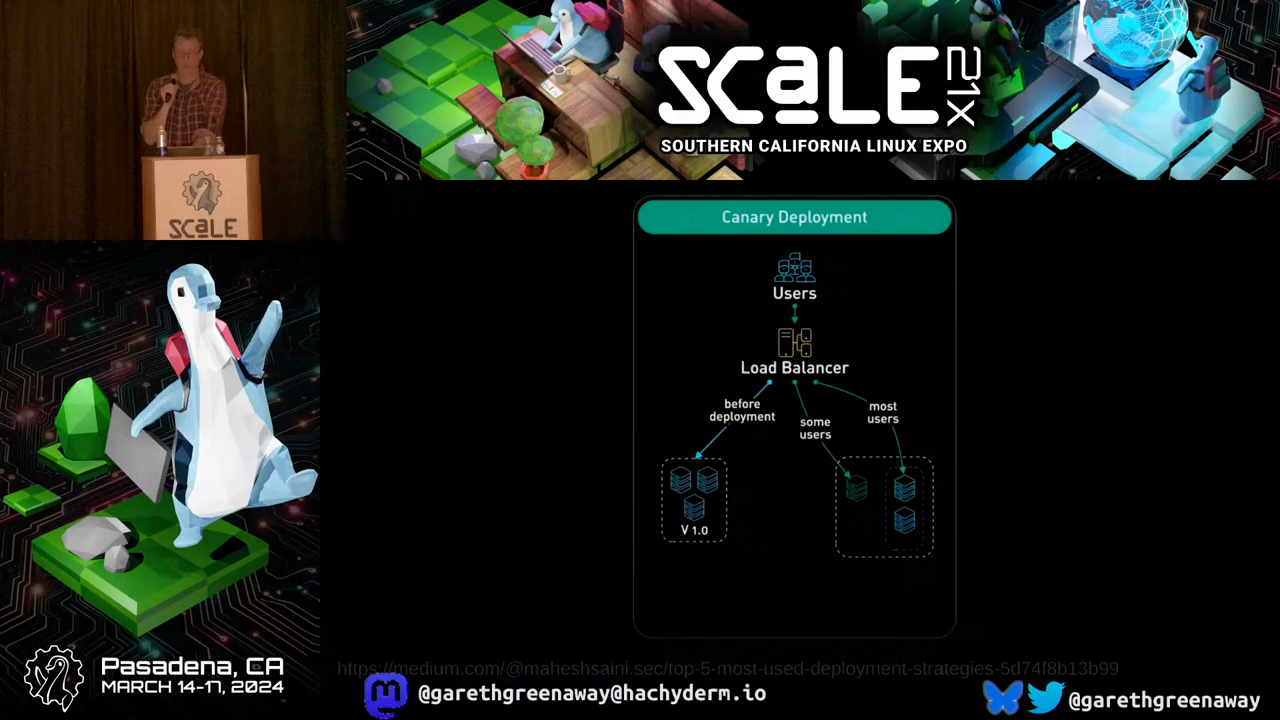 SCaLE 21X
SOUTHERN CALIFORNIA LINUX EXPO
SCaLE
Canary Deployment
Users
Load Balancer
before
deployment
some
users
most
users
V 1.0
https://medium.com/@maheshsaini.sec/top-5-most-used-deployment-strategies-5d74f8b13b99
Pasadena, CA
MARCH 14-17, 2024
@garethgreenaway@hachyderm.io
@garethgreenaway